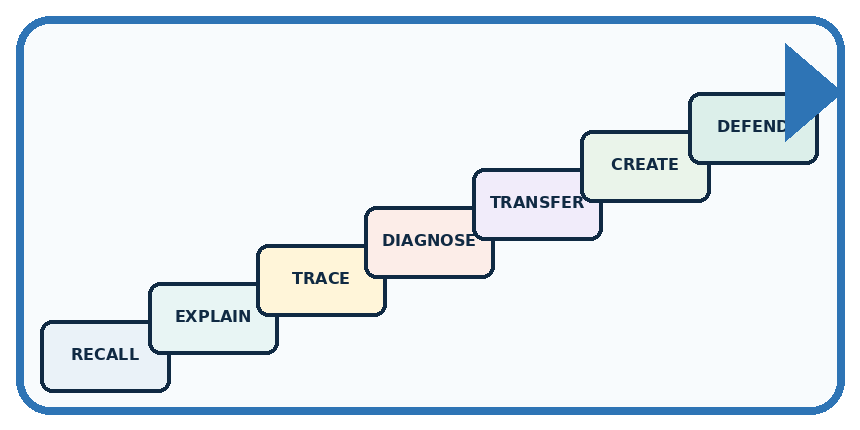 RECALL
EXPLAIN
TRACE
DIAGNOSE
TRANSFER
CREATE
DEFEND